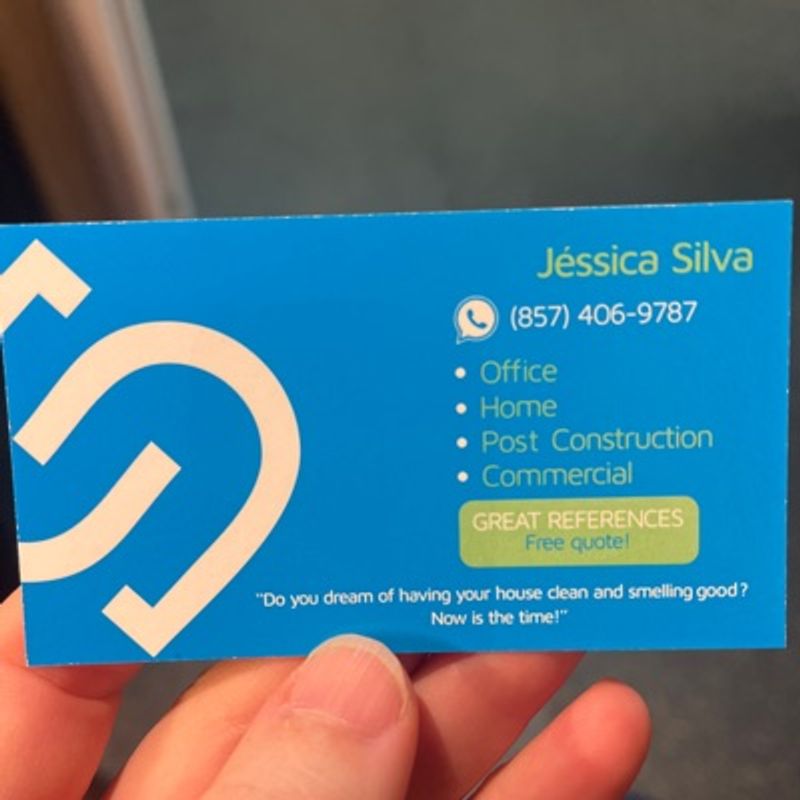 Jéssica Silva
(857) 406-9787
• Office
• Home
• Post Construction
• Commercial
GREAT REFERENCES
Free quote!
"Do you dream of having your house clean and smelling good?
Now is the time!"